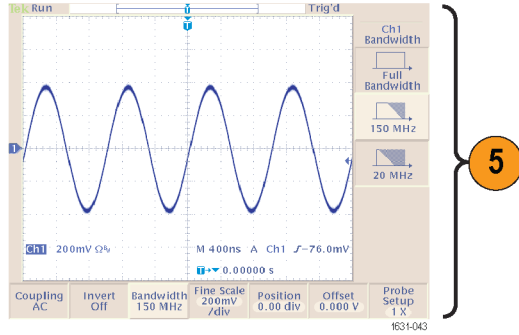 Tek Run
Trig'd
T
Ch1
Bandwidth
Full
Bandwidth
150 MHz
20 MHz
5
1
Ch1 200mV Ω
M 400ns A Ch1 -76.0mV
T 0.00000 s
Coupling
AC
Invert
Off
Bandwidth
150 MHz
Fine Scale
200mV
/div
Position
0.00 div
Offset
0.000 V
Probe
Setup
1 X
1631-043